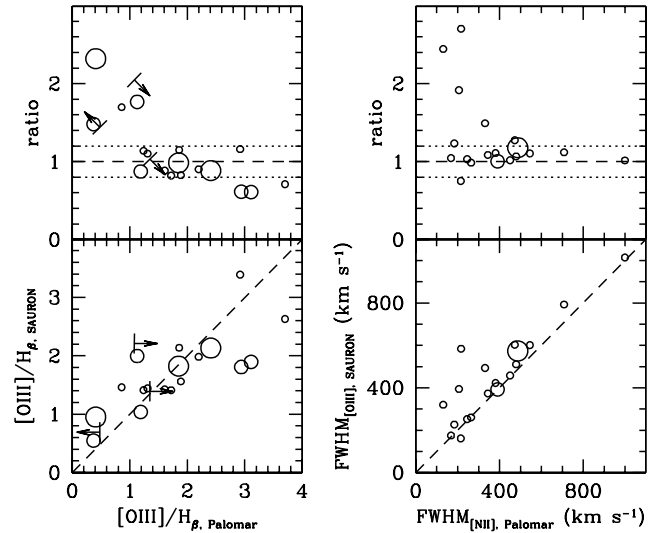 2
1
0
ratio
2
1
0
ratio
4
3
2
1
0
[OIII]/Hβ, SAURON
0 1 2 3 4
[OIII]/Hβ, Palomar
800
400
0
FWHM[OIII], SAURON (km s−1)
0 400 800
FWHM[NII], Palomar (km s−1)